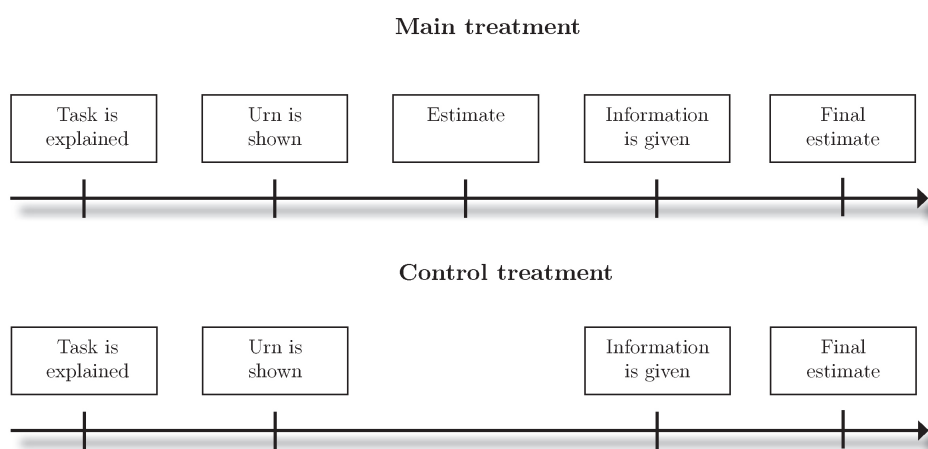 Main treatment
Task is
explained
Urn is
shown
Estimate
Information
is given
Final
estimate
Control treatment
Task is
explained
Urn is
shown
Information
is given
Final
estimate